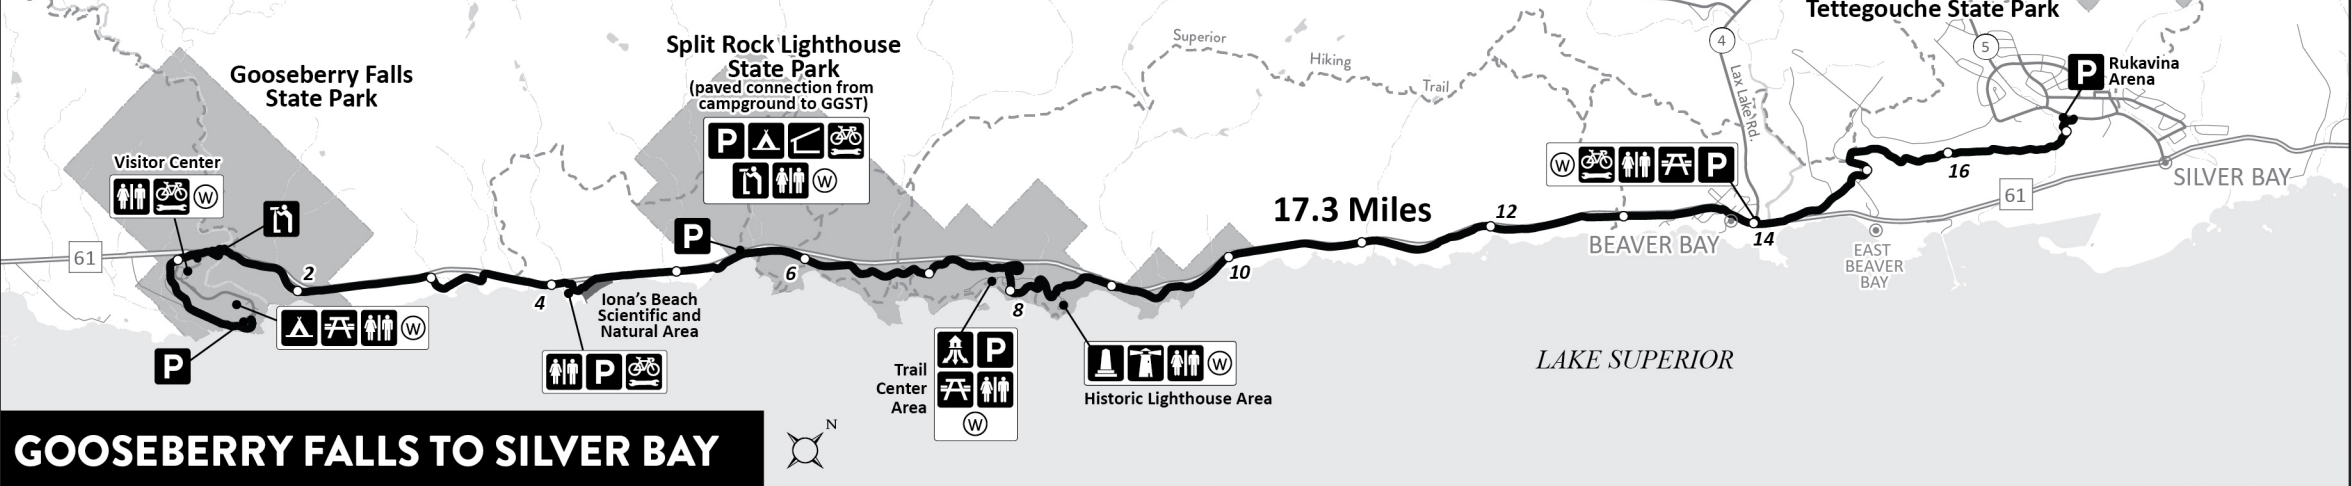 Gooseberry Falls
State Park
Visitor Center
W
61
2
W
P
Split Rock Lighthouse
State Park
(paved connection from
campground to GGST)
P
W
P
4
Iona's Beach
Scientific and
Natural Area
P
6
8
Trail
Center
Area
P
W
W
Historic Lighthouse Area
10
Superior
Hiking
Trail
17.3 Miles
12
W
P
BEAVER BAY
14
4
Lax Lake Rd.
Tettegouche State Park
5
P
Rukavina
Arena
16
61
SILVER BAY
EAST
BEAVER
BAY
LAKE SUPERIOR
GOOSEBERRY FALLS TO SILVER BAY
N